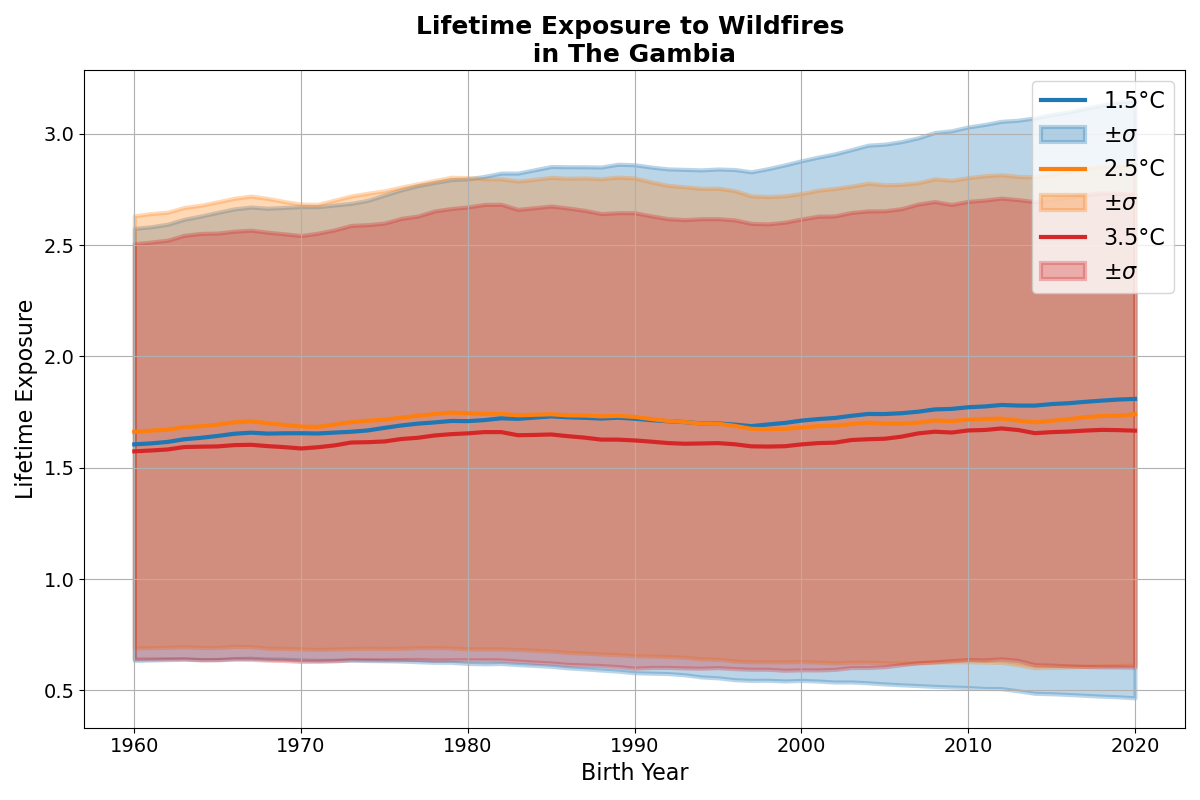 Lifetime Exposure to Wildfires
in The Gambia
Lifetime Exposure
3.0
2.5
2.0
1.5
1.0
0.5
1.5°C
±σ
2.5°C
±σ
3.5°C
±σ
1960
1970
1980
1990
2000
2010
2020
Birth Year